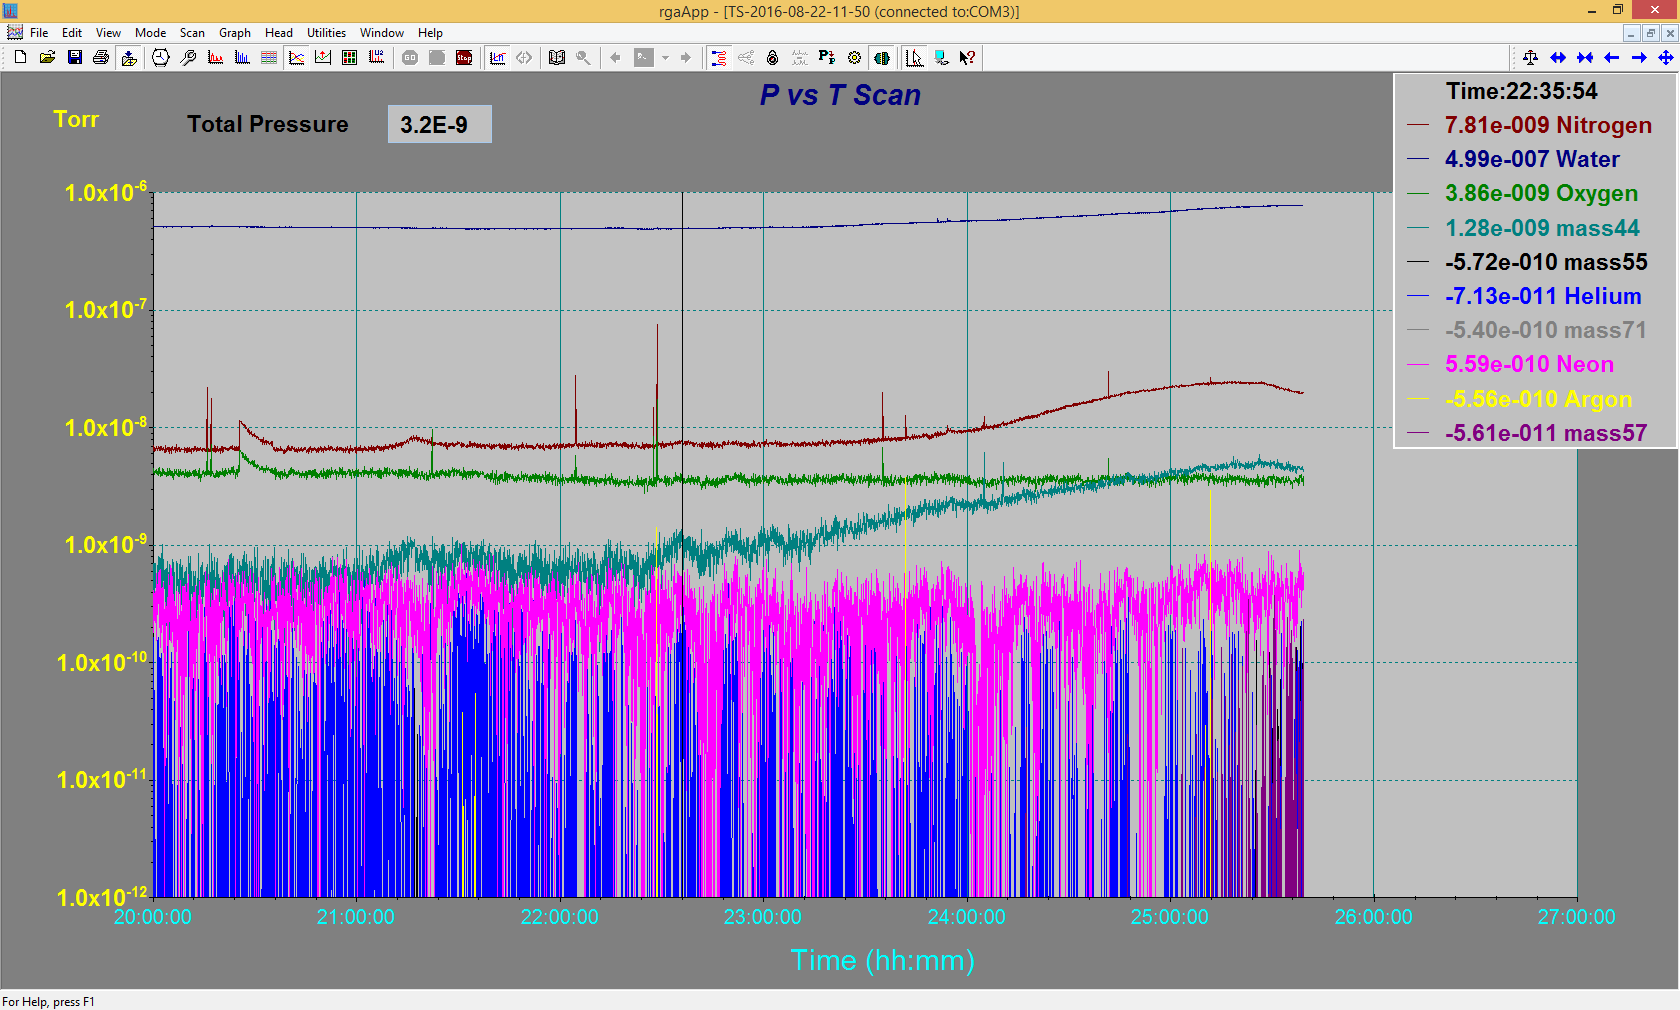 rgaApp - [TS-2016-08-22-11-50 (connected to:COM3)]
File Edit View Mode Scan Graph Head Utilities Window Help
GO Stop
P vs T Scan
Torr
Total Pressure 3.2E-9
Time:22:35:54
7.81e-009 Nitrogen
4.99e-007 Water
3.86e-009 Oxygen
1.28e-009 mass44
-5.72e-010 mass55
-7.13e-011 Helium
-5.40e-010 mass71
5.59e-010 Neon
-5.56e-010 Argon
-5.61e-011 mass57
1.0x10-6
1.0x10-7
1.0x10-8
1.0x10-9
1.0x10-10
1.0x10-11
1.0x10-12
20:00:00 21:00:00 22:00:00 23:00:00 24:00:00 25:00:00 26:00:00 27:00:00
Time (hh:mm)
For Help, press F1